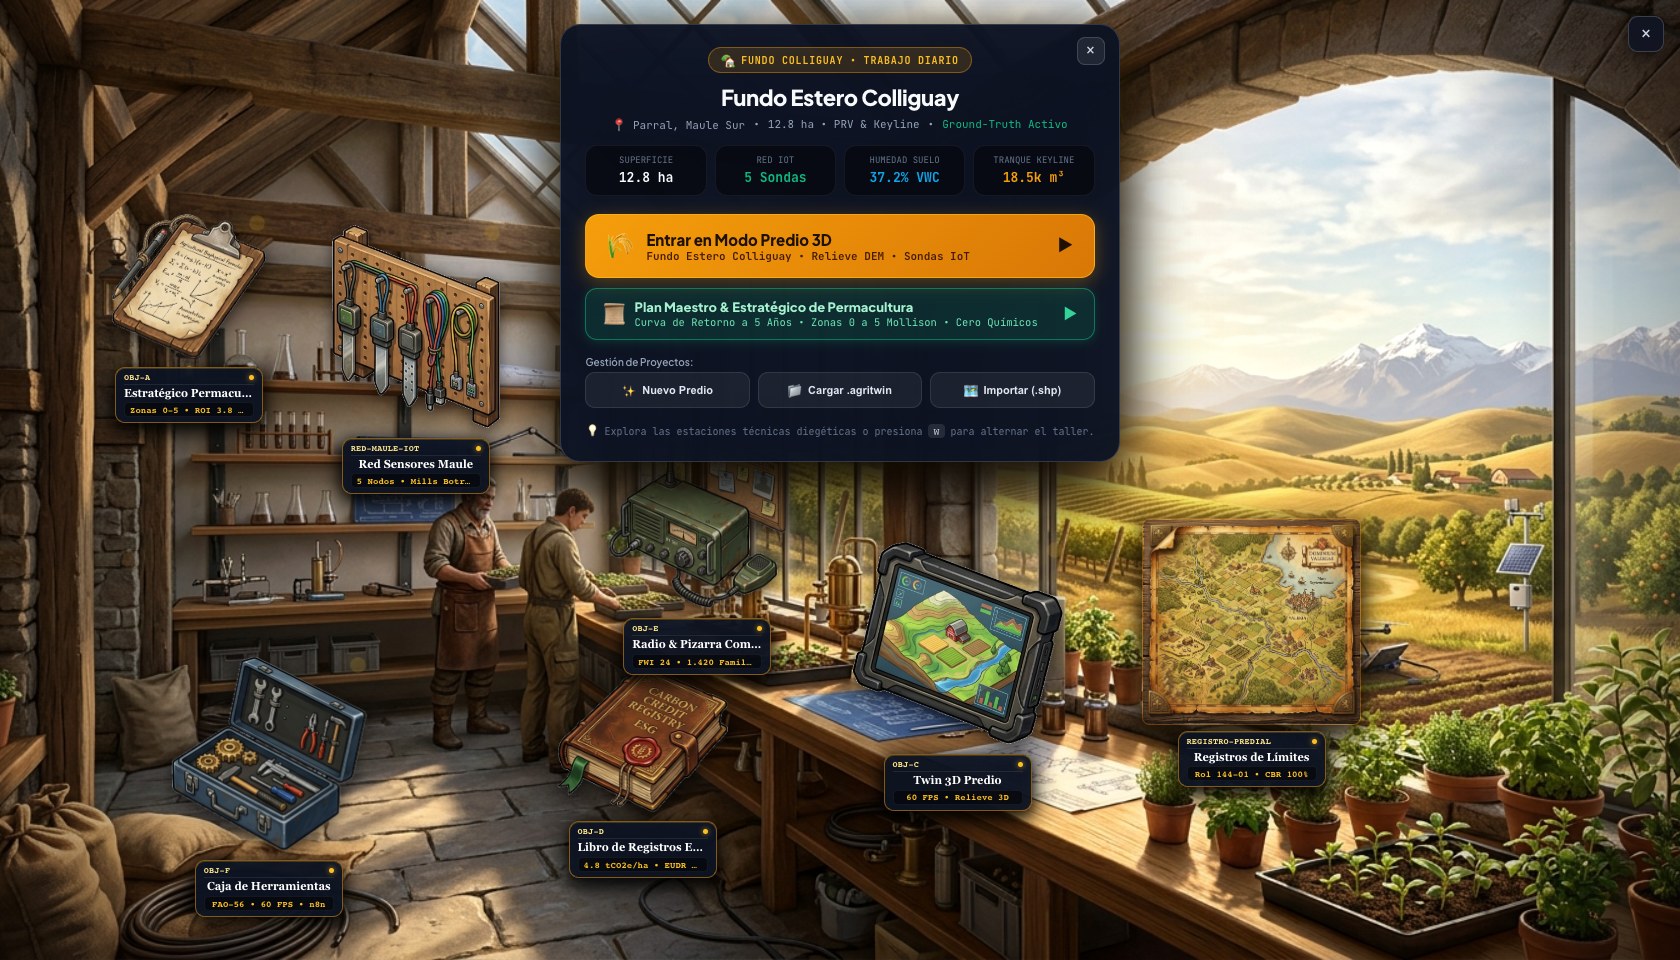 FUNDO COLLIGUAY • TRABAJO DIARIO
×
×
Fundo Estero Colliguay
Parral, Maule Sur • 12.8 ha • PRV & Keyline • Ground-Truth Activo
SUPERFICIE
12.8 ha
RED IOT
5 Sondas
HUMEDAD SUELO
37.2% VWC
TRANQUE KEYLINE
18.5k m³
Entrar en Modo Predio 3D
Fundo Estero Colliguay • Relieve DEM • Sondas IoT
Plan Maestro & Estratégico de Permacultura
Curva de Retorno a 5 Años • Zonas 0 a 5 Mollison • Cero Químicos
Gestión de Proyectos:
Nuevo Predio
Cargar .agritwin
Importar (.shp)
Explora las estaciones técnicas diegéticas o presiona W para alternar el taller.
OBJ-A
Estratégico Permacu...
Zonas 0-5 • ROI 3.8 …
RED-MAULE-IOT
Red Sensores Maule
5 Nodos • Mills Botr…
OBJ-E
Radio & Pizarra Com...
FWI 24 • 1.420 Famil…
CARBON
CREDIT
REGISTRY
ESG
OBJ-C
Twin 3D Predio
60 FPS • Relieve 3D
REGISTRO-PREDIAL
Registros de Límites
Rol 144-01 • CBR 100%
OBJ-D
Libro de Registros E...
4.8 tCO2e/ha • EUDR …
OBJ-F
Caja de Herramientas
FAO-56 • 60 FPS • n8n